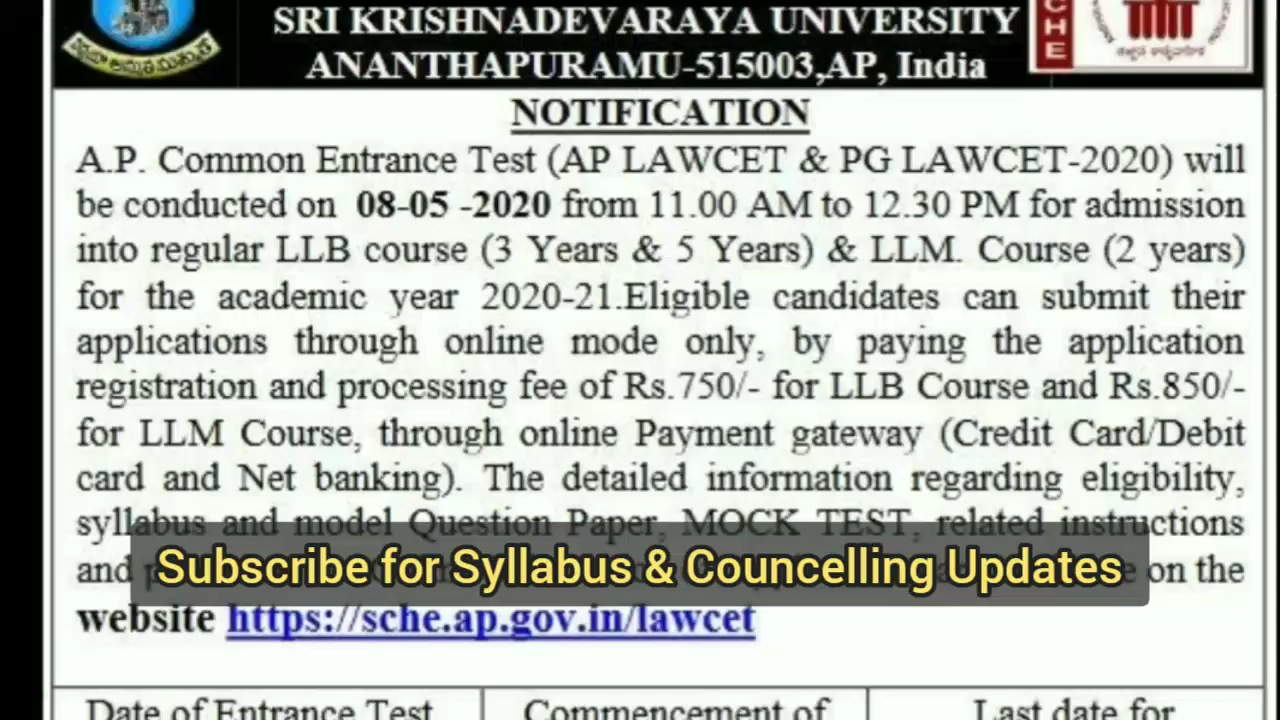 SRI KRISHNADEVARAYA UNIVERSITY
ANANTHAPURAMU-515003,AP, India
CHE
NOTIFICATION
A.P. Common Entrance Test (AP LAWCET & PG LAWCET-2020) will
be conducted on 08-05 -2020 from 11.00 AM to 12.30 PM for admission
into regular LLB course (3 Years & 5 Years) & LLM. Course (2 years)
for the academic year 2020-21.Eligible candidates can submit their
applications through online mode only, by paying the application
registration and processing fee of Rs.750/- for LLB Course and Rs.850/-
for LLM Course, through online Payment gateway (Credit Card/Debit
card and Net banking). The detailed information regarding eligibility,
syllabus and model Question Paper, MOCK TEST, related instructions
and on the
Subscribe for Syllabus & Councelling Updates
website https://sche.ap.gov.in/lawcet
Date of Entrance Test
Commencement of
Last date for